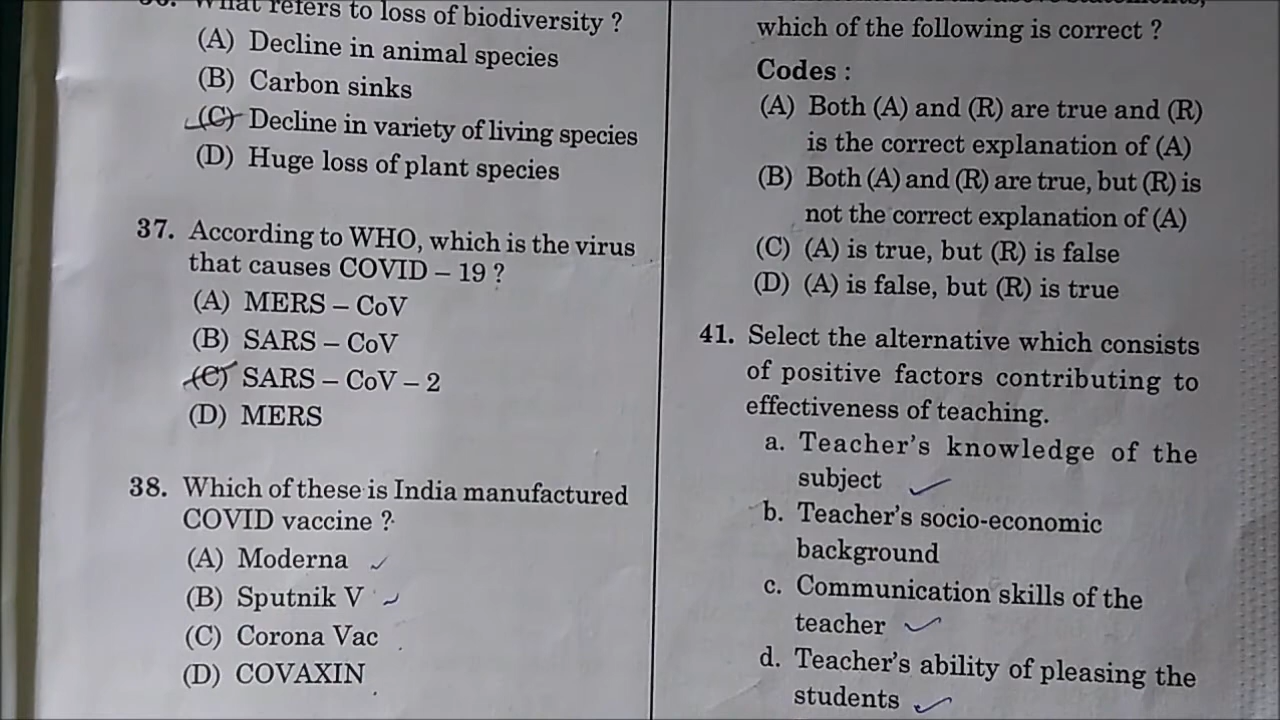 What refers to loss of biodiversity ?
(A) Decline in animal species
(B) Carbon sinks
(C) Decline in variety of living species
(D) Huge loss of plant species
37. According to WHO, which is the virus
that causes COVID – 19 ?
(A) MERS – CoV
(B) SARS – CoV
(C) SARS – CoV – 2
(D) MERS
38. Which of these is India manufactured
COVID vaccine ?
(A) Moderna
(B) Sputnik V
(C) Corona Vac
(D) COVAXIN
which of the following is correct ?
Codes :
(A) Both (A) and (R) are true and (R)
is the correct explanation of (A)
(B) Both (A) and (R) are true, but (R) is
not the correct explanation of (A)
(C) (A) is true, but (R) is false
(D) (A) is false, but (R) is true
41. Select the alternative which consists
of positive factors contributing to
effectiveness of teaching.
a. Teacher's knowledge of the
subject
b. Teacher's socio-economic
background
c. Communication skills of the
teacher
d. Teacher's ability of pleasing the
students